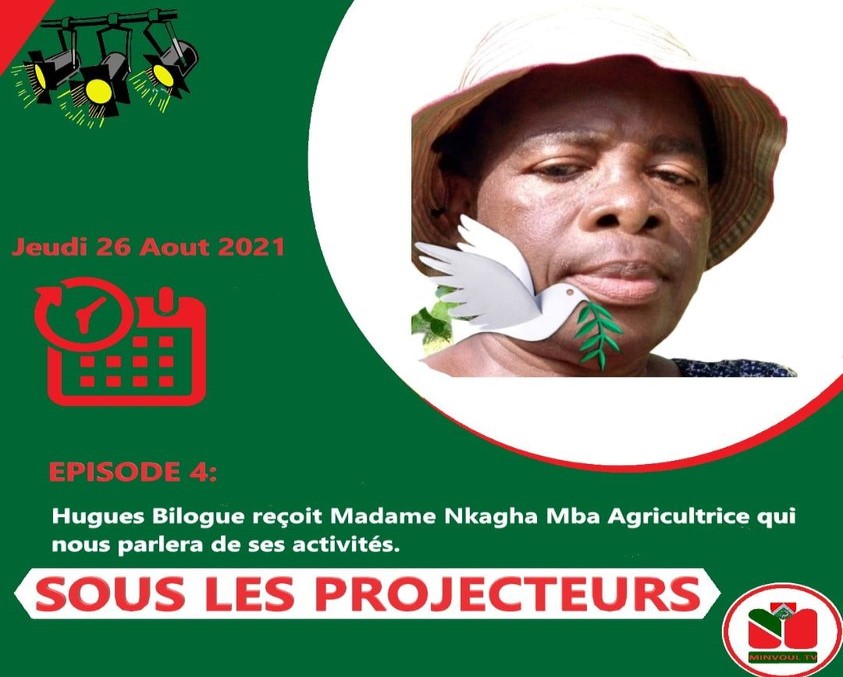 Jeudi 26 Aout 2021
EPISODE 4:
Hugues Bilogue reçoit Madame Nkagha Mba Agricultrice qui
nous parlera de ses activités.
SOUS LES PROJECTEURS
MINVOUL TV